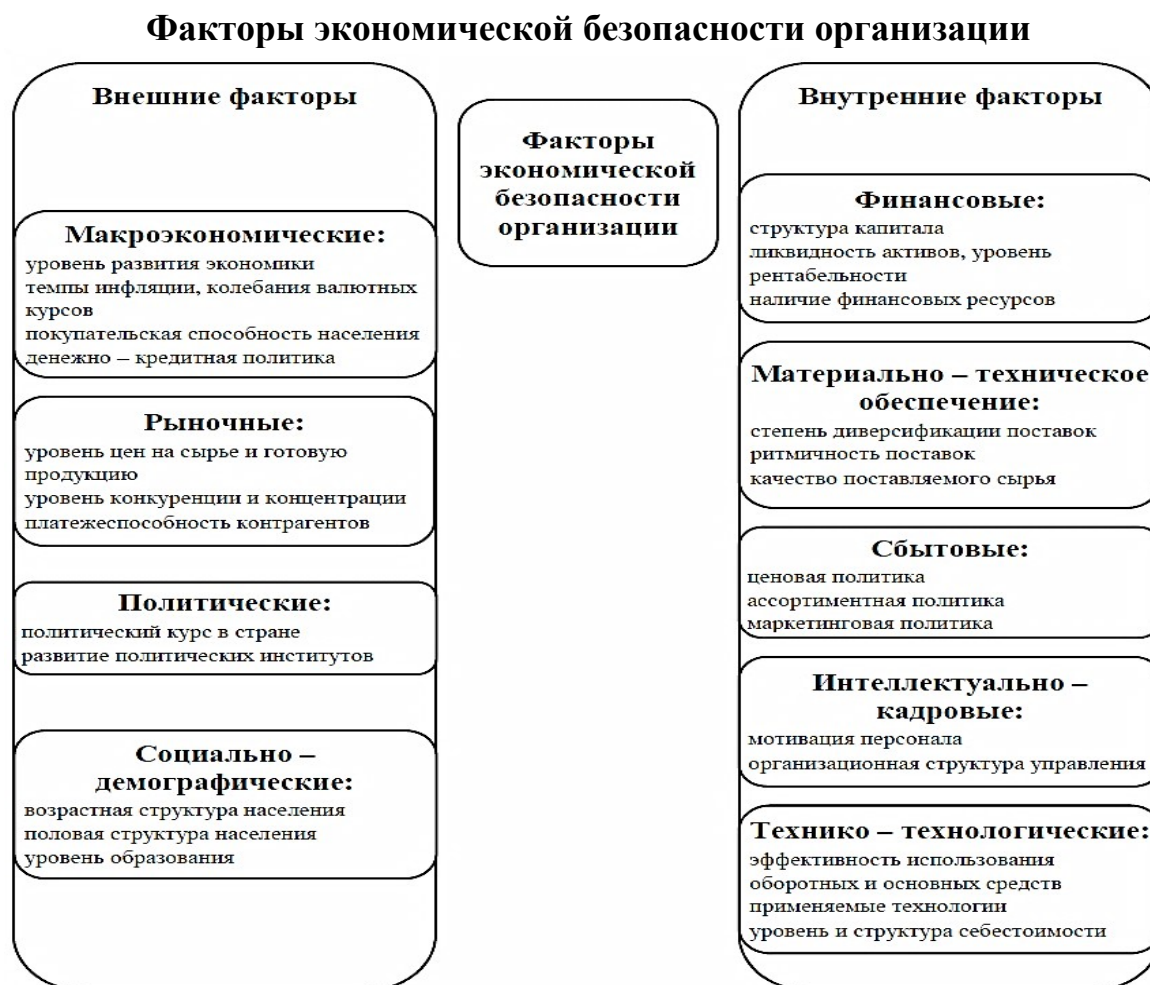 Факторы экономической безопасности организации
Внешние факторы
Макроэкономические:
уровень развития экономики
темпы инфляции, колебания валютных
курсов
покупательская способность населения
денежно – кредитная политика
Рыночные:
уровень цен на сырье и готовую
продукцию
уровень конкуренции и концентрации
платежеспособность контрагентов
Политические:
политический курс в стране
развитие политических институтов
Социально –
демографические:
возрастная структура населения
половая структура населения
уровень образования
Факторы
экономической
безопасности
организации
Внутренние факторы
Финансовые:
структура капитала
ликвидность активов, уровень
рентабельности
наличие финансовых ресурсов
Материально – техническое
обеспечение:
степень диверсификации поставок
ритмичность поставок
качество поставляемого сырья
Сбытовые:
ценовая политика
ассортиментная политика
маркетинговая политика
Интеллектуально –
кадровые:
мотивация персонала
организационная структура управления
Технико – технологические:
эффективность использования
оборотных и основных средств
применяемые технологии
уровень и структура себестоимости